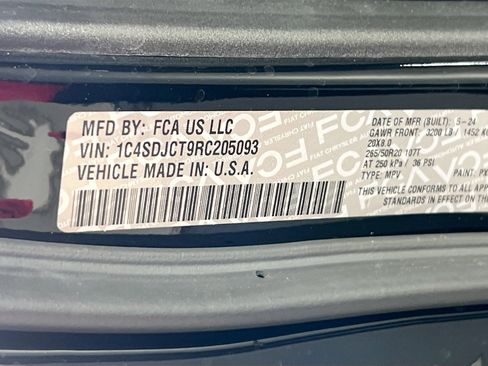 MFD BY: FCA US LLC
VIN: 1C4SDJCT9RC205093
VEHICLE MADE IN: U.S.A.
DATE OF MFR (BUILT): 5-24
GAWR FRONT: 3200 LB / 1452 KG
20X8.0
265/50R20 107T
AT 250 kPa / 36 PSI
TYPE: MPV PAINT: PX
THIS VEHICLE CONFORMS TO ALL
STANDARDS IN EFFECT ON THE